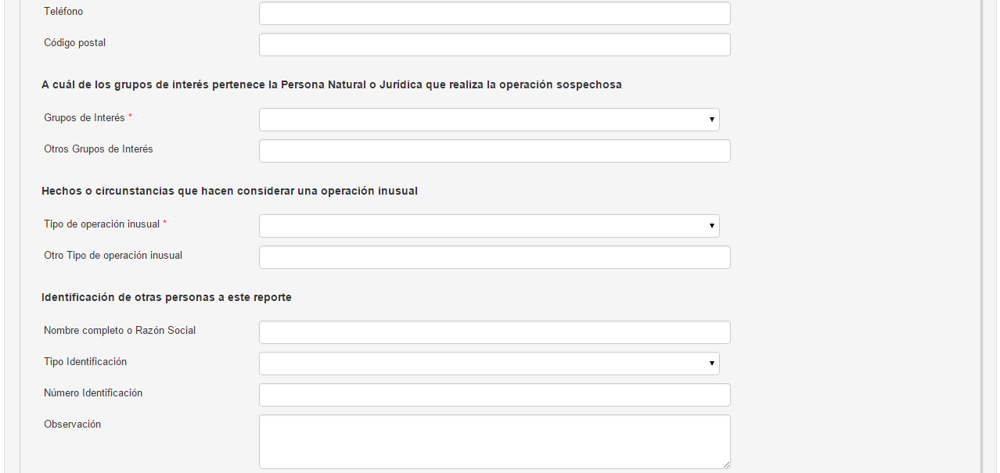 Teléfono
Código postal
A cuál de los grupos de interés pertenece la Persona Natural o Jurídica que realiza la operación sospechosa
Grupos de Interés *
Otros Grupos de Interés
Hechos o circunstancias que hacen considerar una operación inusual
Tipo de operación inusual *
Otro Tipo de operación inusual
Identificación de otras personas a este reporte
Nombre completo o Razón Social
Tipo Identificación
Número Identificación
Observación